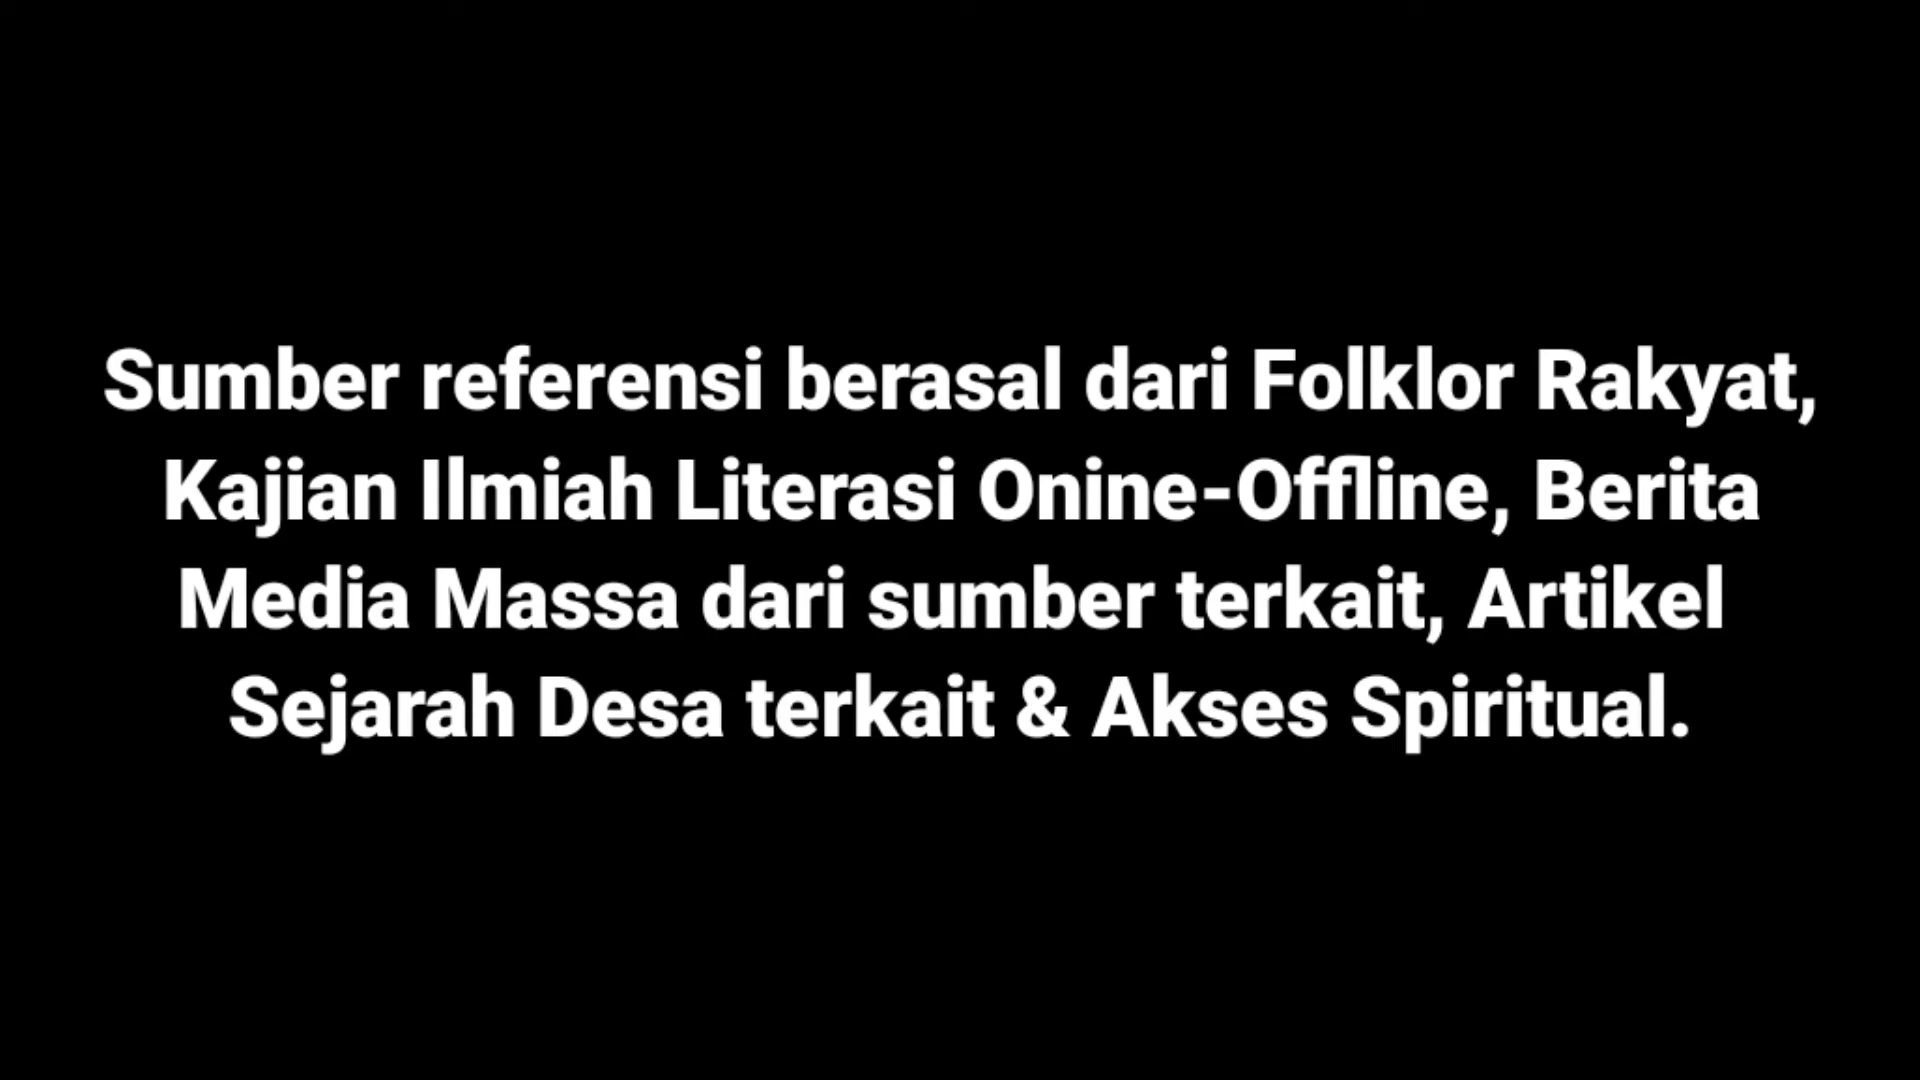 Sumber referensi berasal dari Folklor Rakyat,
Kajian Ilmiah Literasi Onine-Offline, Berita
Media Massa dari sumber terkait, Artikel
Sejarah Desa terkait & Akses Spiritual.